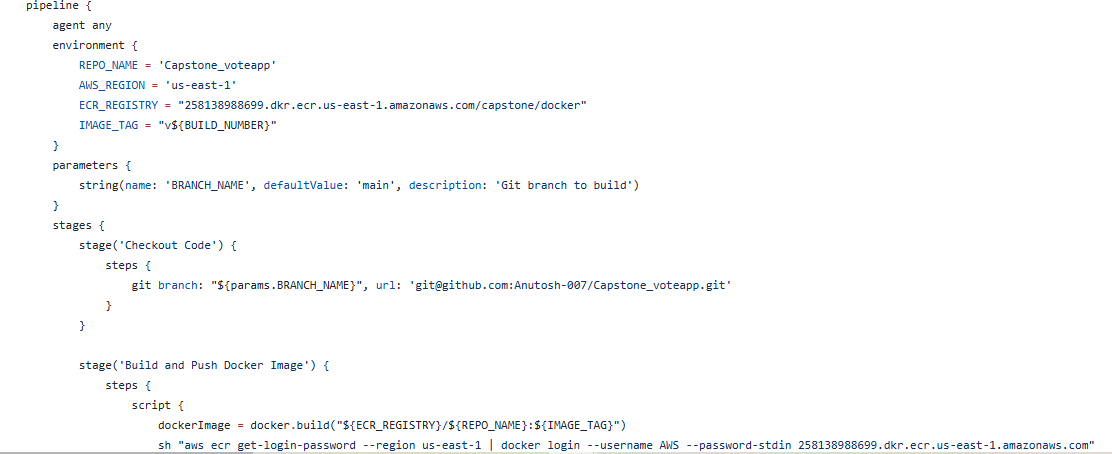 pipeline {
    agent any
    environment {
        REPO_NAME = 'Capstone_voteapp'
        AWS_REGION = 'us-east-1'
        ECR_REGISTRY = "258138988699.dkr.ecr.us-east-1.amazonaws.com/capstone/docker"
        IMAGE_TAG = "v${BUILD_NUMBER}"
    }
    parameters {
        string(name: 'BRANCH_NAME', defaultValue: 'main', description: 'Git branch to build')
    }
    stages {
        stage('Checkout Code') {
            steps {
                git branch: "${params.BRANCH_NAME}", url: 'git@github.com:Anutosh-007/Capstone_voteapp.git'
            }
        }

        stage('Build and Push Docker Image') {
            steps {
                script {
                    dockerImage = docker.build("${ECR_REGISTRY}/${REPO_NAME}:${IMAGE_TAG}")
                    sh "aws ecr get-login-password --region us-east-1 | docker login --username AWS --password-stdin 258138988699.dkr.ecr.us-east-1.amazonaws.com"